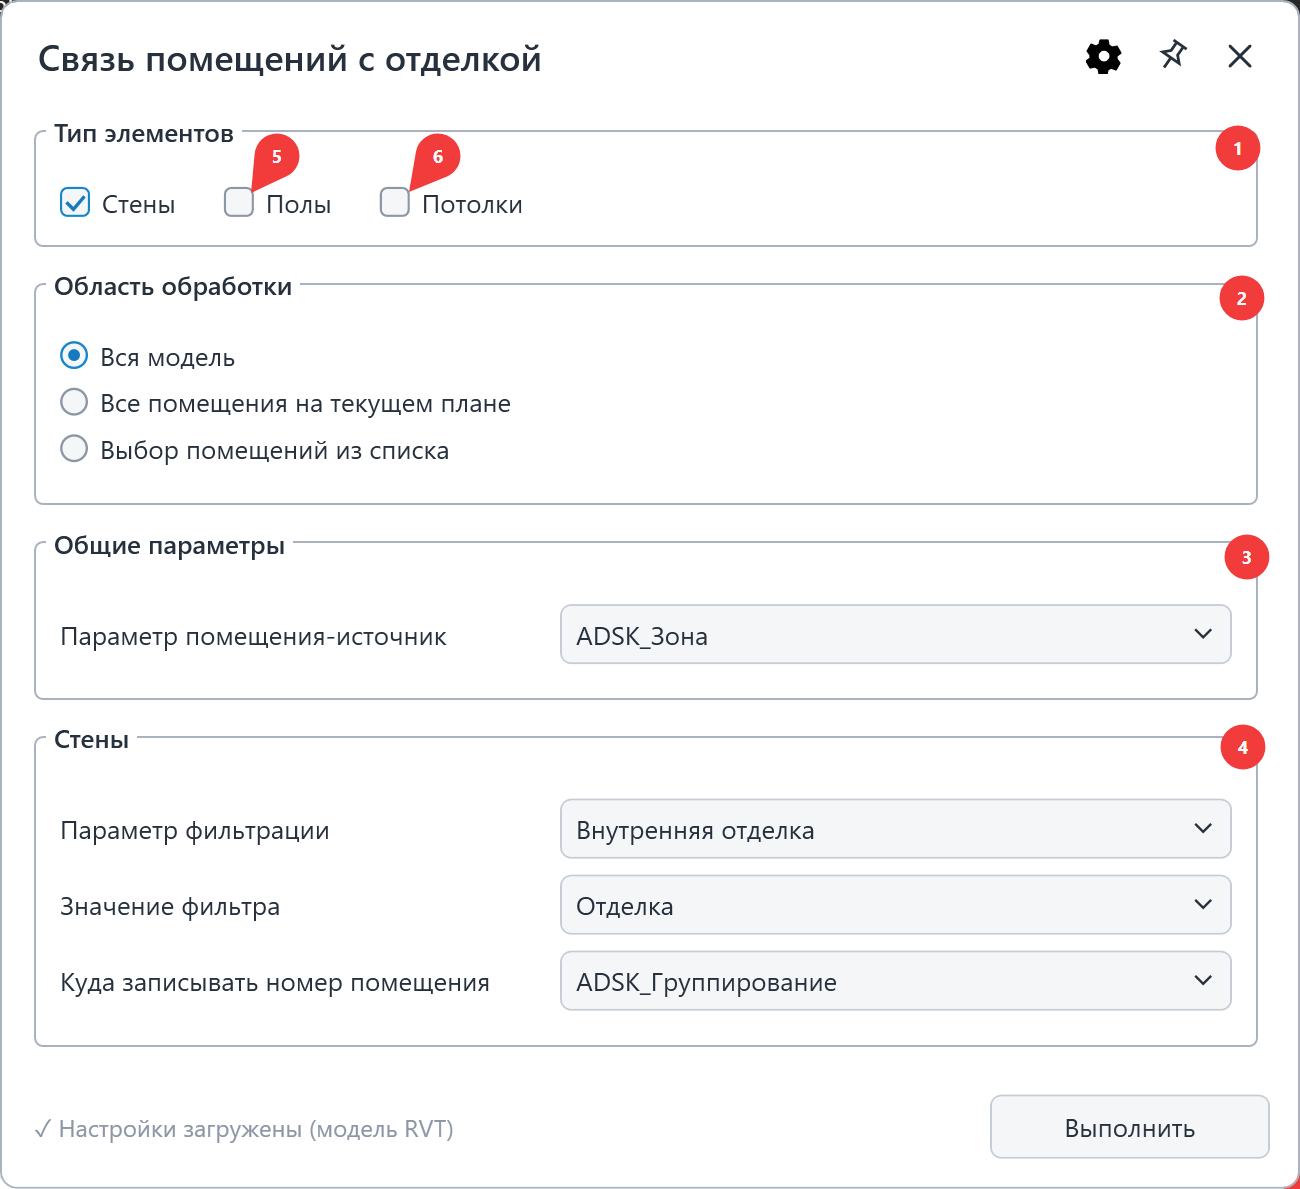 Связь помещений с отделкой
Тип элементов
1
5
6
Стены
Полы
Потолки
Область обработки
2
Вся модель
Все помещения на текущем плане
Выбор помещений из списка
Общие параметры
3
Параметр помещения-источник
ADSK_Зона
Стены
4
Параметр фильтрации
Внутренняя отделка
Значение фильтра
Отделка
Куда записывать номер помещения
ADSK_Группирование
✓ Настройки загружены (модель RVT)
Выполнить